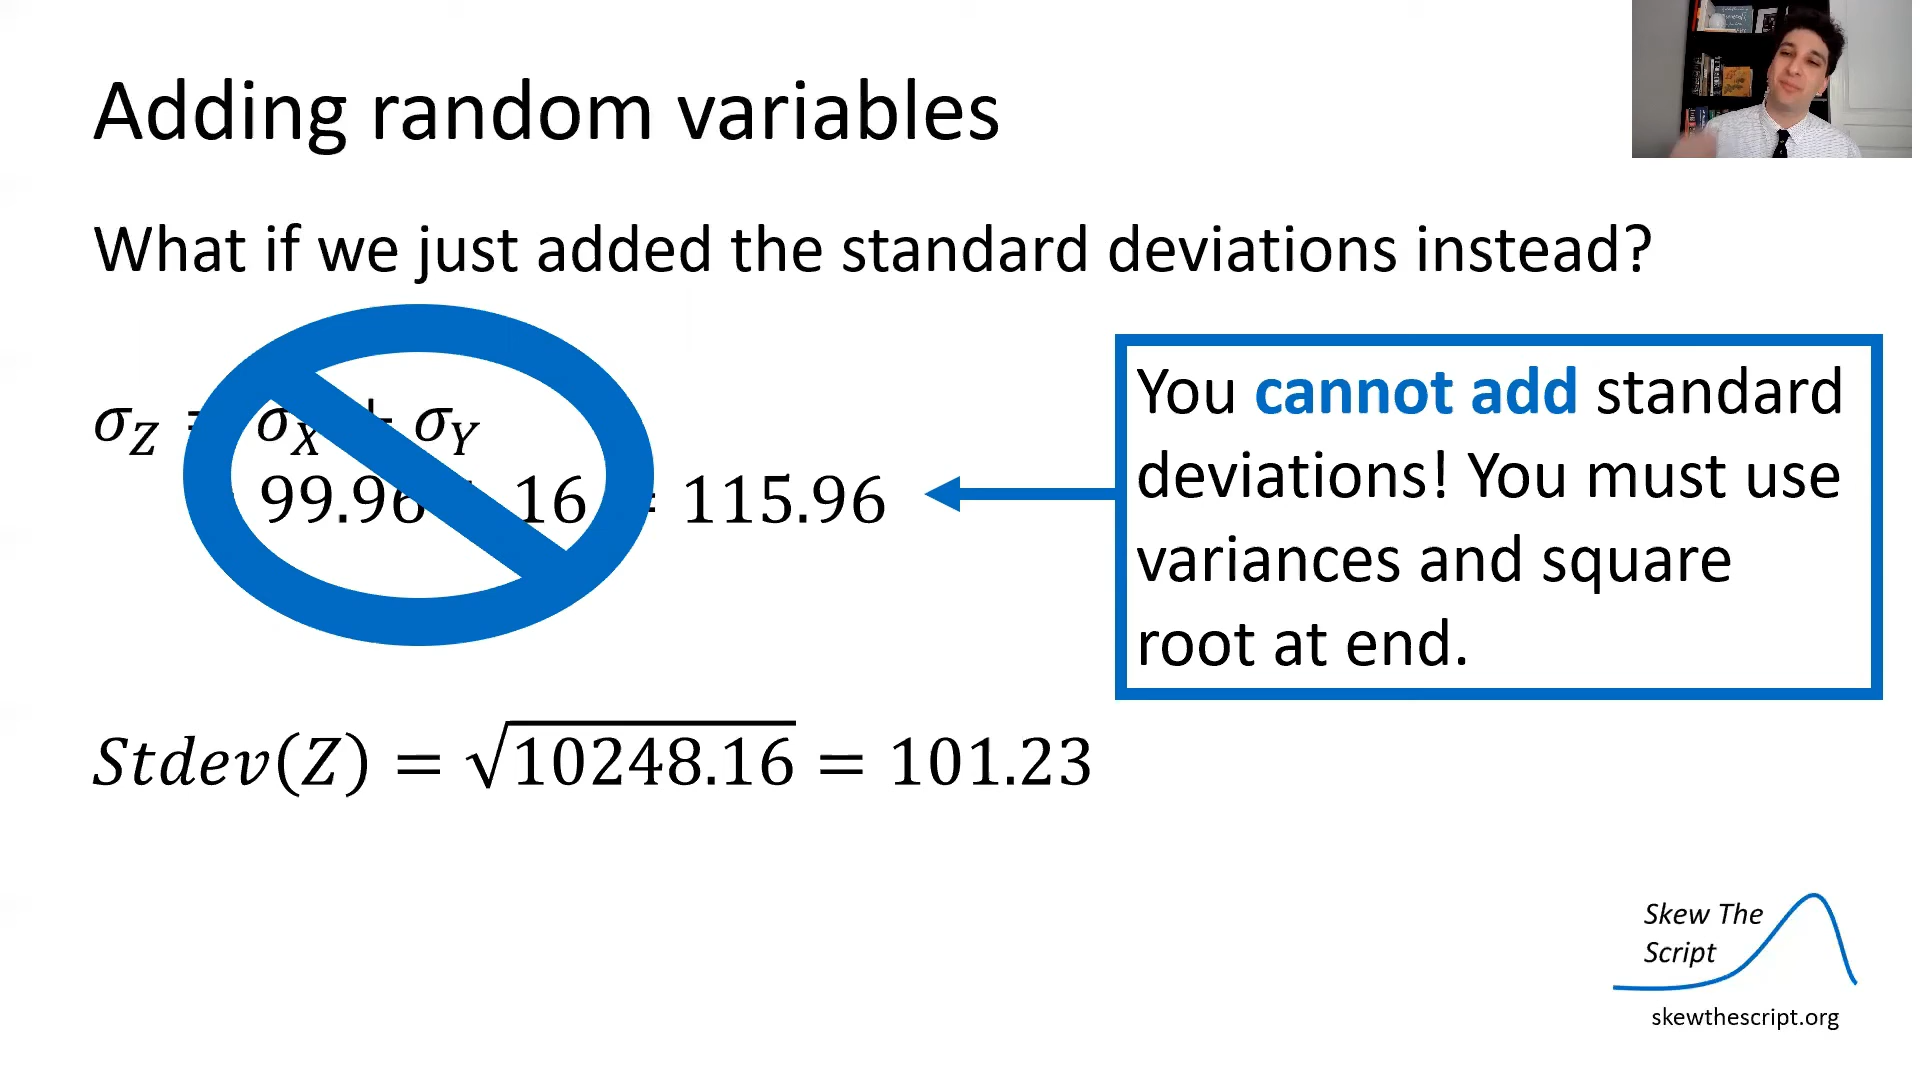 Adding random variables
What if we just added the standard deviations instead?
σ_Z = σ_X + σ_Y
99.96 16 = 115.96
You cannot add standard
deviations! You must use
variances and square
root at end.
Stdev(Z) = √10248.16 = 101.23
Skew The
Script
skewthescript.org